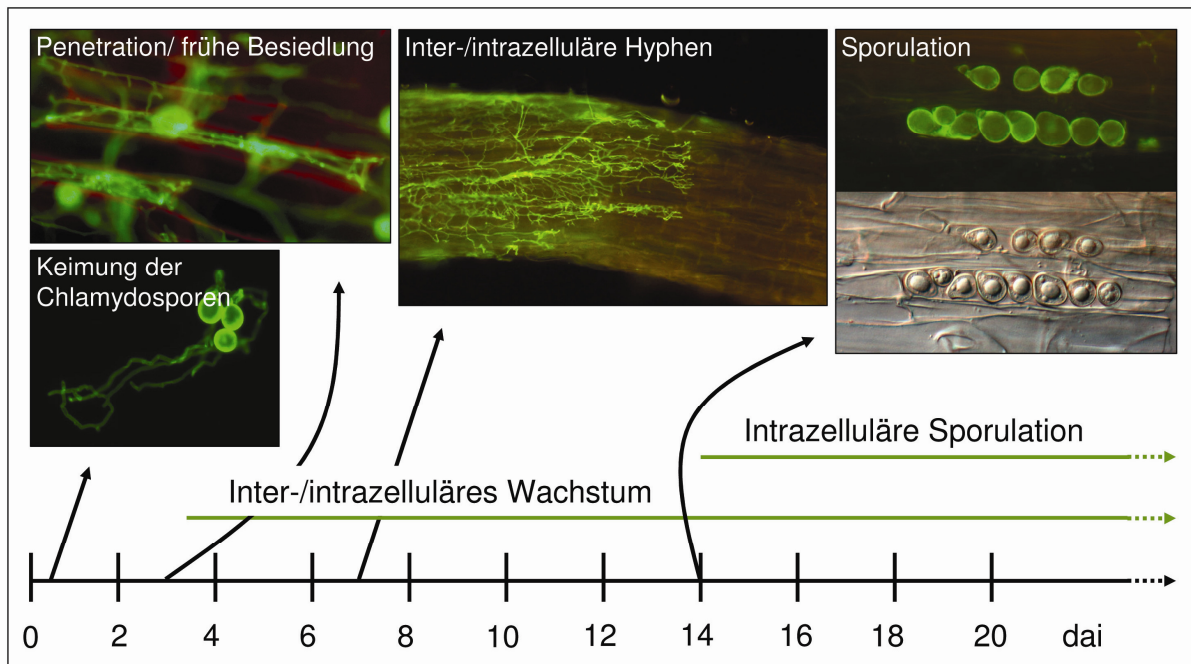 Penetration/ frühe Besiedlung
Inter-/intrazelluläre Hyphen
Sporulation
Keimung der
Chlamydosporen
Intrazelluläre Sporulation
Inter-/intrazelluläres Wachstum
0 2 4 6 8 10 12 14 16 18 20 dai